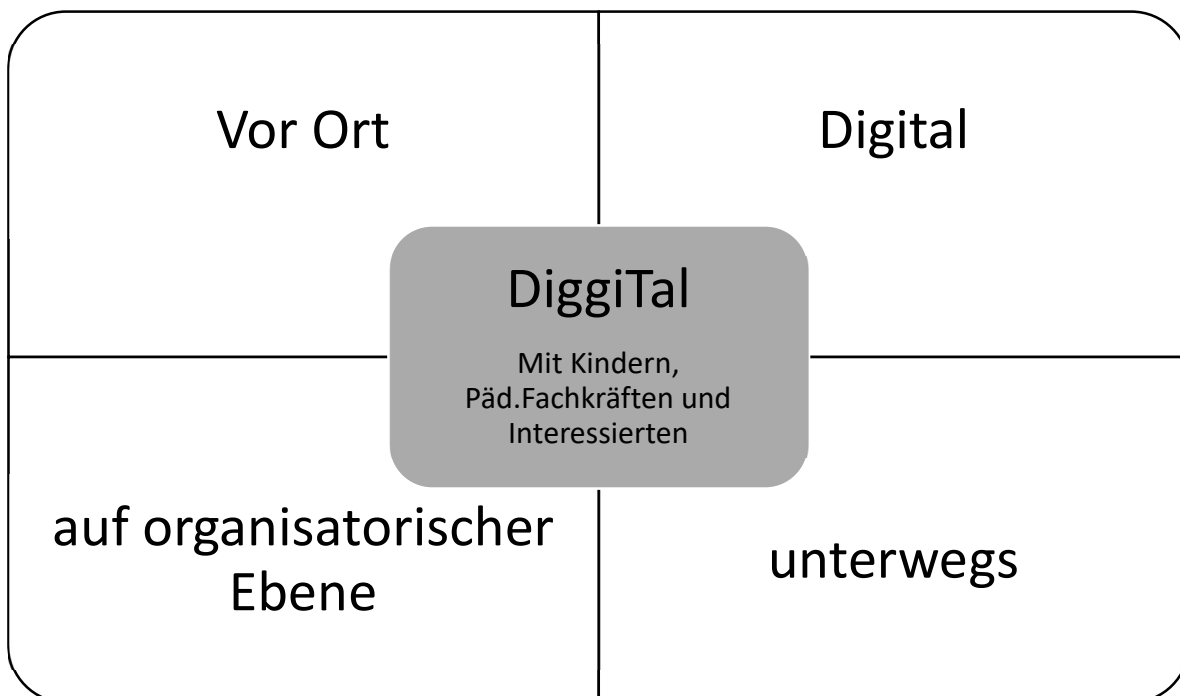 Vor Ort
Digital
DiggiTal
Mit Kindern,
Päd.Fachkräften und
Interessierten
auf organisatorischer
Ebene
unterwegs